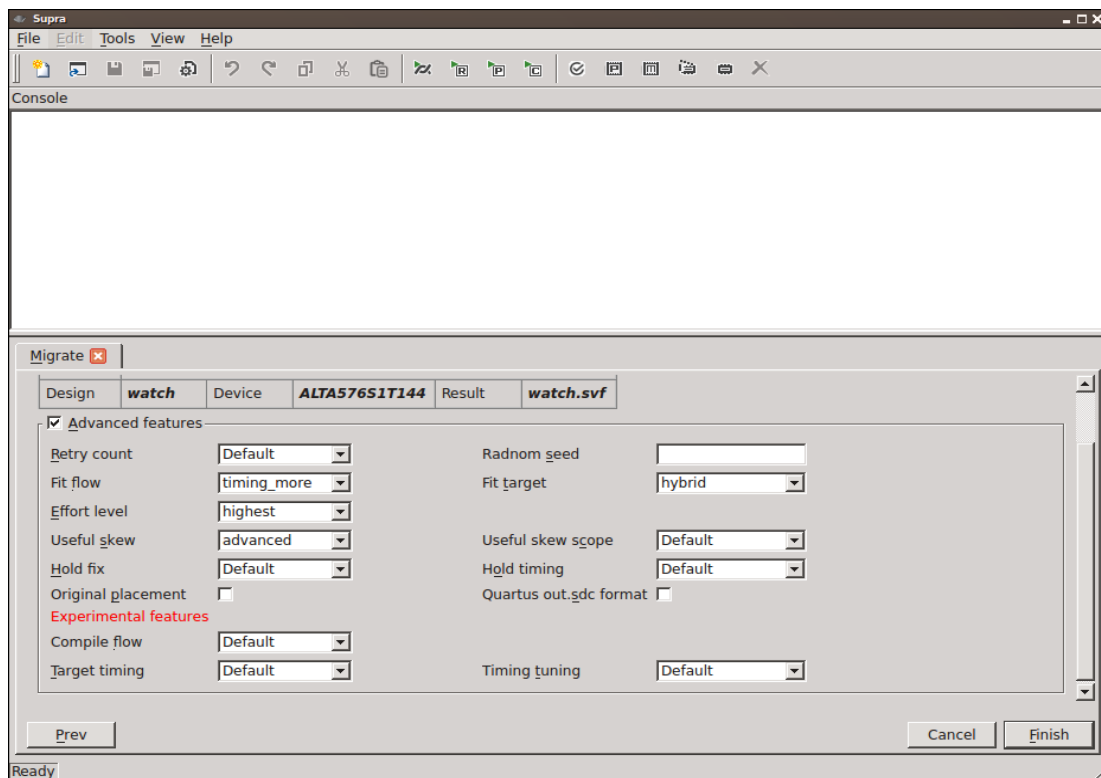 Supra
File Edit Tools View Help
Console
Migrate
Design watch Device ALTA576S1T144 Result watch.svf
Advanced features
Retry count Default Radnom seed
Fit flow timing_more Fit target hybrid
Effort level highest
Useful skew advanced Useful skew scope Default
Hold fix Default Hold timing Default
Original placement Quartus out.sdc format
Experimental features
Compile flow Default
Target timing Default Timing tuning Default
Prev Cancel Finish
Ready